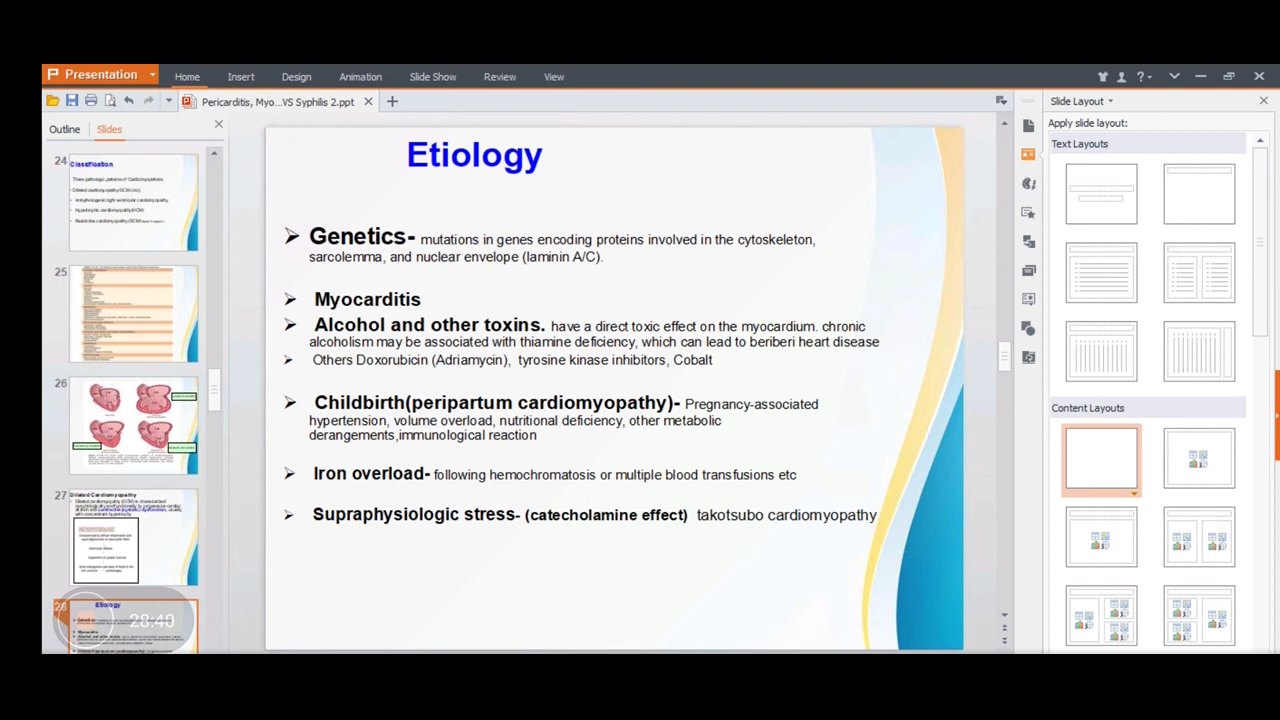 Presentation
Home Insert Design Animation Slide Show Review View
Pericarditis, Myo...VS Syphilis 2.ppt
Slide Layout
Outline Slides
Apply slide layout:
Text Layouts
Content Layouts
24
Classification
25
26
27
Dilated Cardiomyopathy
28
Etiology
28:40
Etiology
Genetics- mutations in genes encoding proteins involved in the cytoskeleton,
sarcolemma, and nuclear envelope (laminin A/C).
Myocarditis
Alcohol and other toxins. have a direct toxic effect on the myocardium. chronic
alcoholism may be associated with thiamine deficiency, which can lead to beriberi heart disease
Others Doxorubicin (Adriamycin), tyrosine kinase inhibitors, Cobalt
Childbirth(peripartum cardiomyopathy)- Pregnancy-associated
hypertension, volume overload, nutritional deficiency, other metabolic
derangements,immunological reaction
Iron overload- following hemochromatosis or multiple blood transfusions etc
Supraphysiologic stress- (catecholamine effect) takotsubo cardiomyopathy